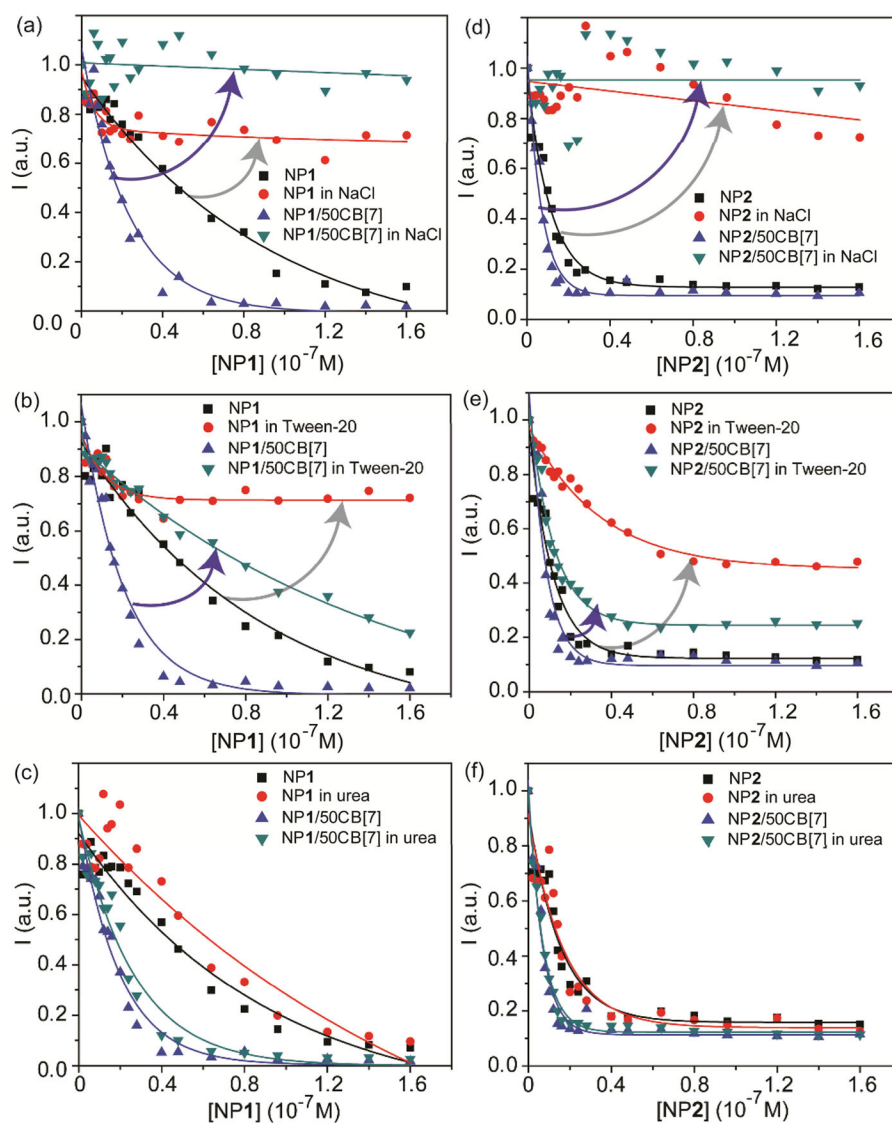 (a)
I (a.u.)
1.0
0.8
0.6
0.4
0.2
0.0
NP1
NP1 in NaCl
NP1/50CB[7]
NP1/50CB[7] in NaCl
0.4 0.8 1.2 1.6
[NP1] (10⁻⁷M)
(d)
I (a.u.)
1.0
0.8
0.6
0.4
0.2
0.0
NP2
NP2 in NaCl
NP2/50CB[7]
NP2/50CB[7] in NaCl
0.0 0.4 0.8 1.2 1.6
[NP2] (10⁻⁷M)
(b)
I (a.u.)
1.0
0.8
0.6
0.4
0.2
0.0
NP1
NP1 in Tween-20
NP1/50CB[7]
NP1/50CB[7] in Tween-20
0.4 0.8 1.2 1.6
[NP1] (10⁻⁷M)
(e)
I (a.u.)
1.0
0.8
0.6
0.4
0.2
0.0
NP2
NP2 in Tween-20
NP2/50CB[7]
NP2/50CB[7] in Tween-20
0.0 0.4 0.8 1.2 1.6
[NP2] (10⁻⁷M)
(c)
I (a.u.)
1.0
0.8
0.6
0.4
0.2
0.0
NP1
NP1 in urea
NP1/50CB[7]
NP1/50CB[7] in urea
0.0 0.4 0.8 1.2 1.6
[NP1] (10⁻⁷M)
(f)
I (a.u.)
1.0
0.8
0.6
0.4
0.2
0.0
NP2
NP2 in urea
NP2/50CB[7]
NP2/50CB[7] in urea
0.0 0.4 0.8 1.2 1.6
[NP2] (10⁻⁷M)